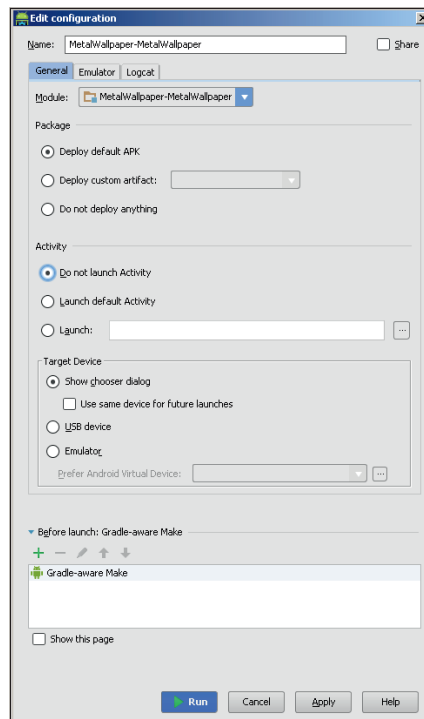 Edit configuration
Name: MetalWallpaper-MetalWallpaper Share
General Emulator Logcat
Module: MetalWallpaper-MetalWallpaper
Package
Deploy default APK
Deploy custom artifact:
Do not deploy anything
Activity
Do not launch Activity
Launch default Activity
Launch: ...
Target Device
Show chooser dialog
Use same device for future launches
USB device
Emulator
Prefer Android Virtual Device: ...
Before launch: Gradle-aware Make
Gradle-aware Make
Show this page
Run Cancel Apply Help